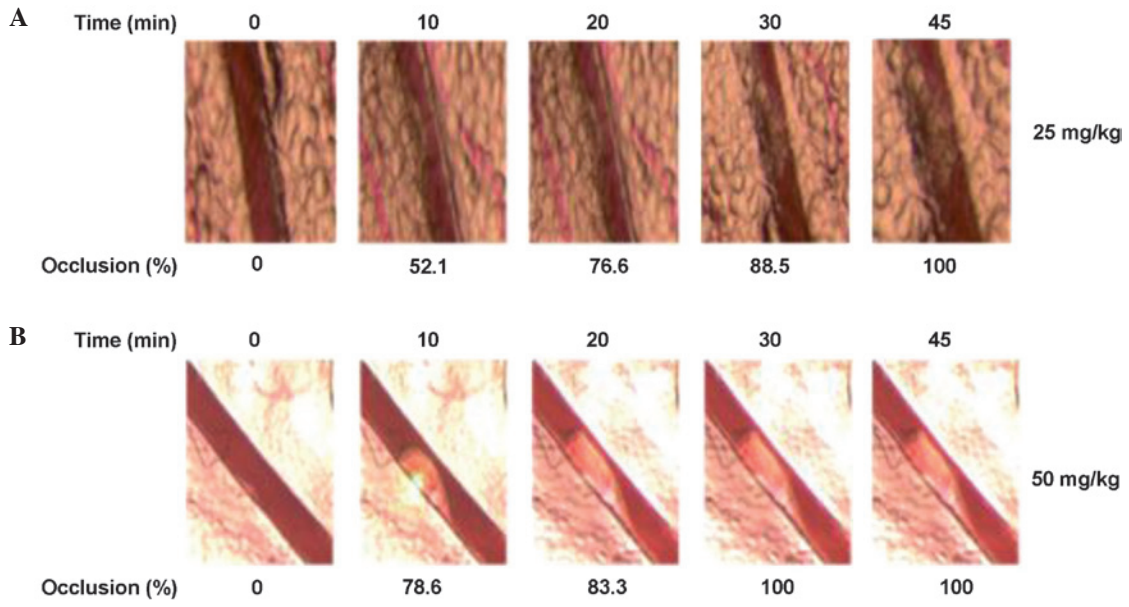 A Time (min) 0 10 20 30 45
25 mg/kg
Occlusion (%) 0 52.1 76.6 88.5 100
B Time (min) 0 10 20 30 45
50 mg/kg
Occlusion (%) 0 78.6 83.3 100 100